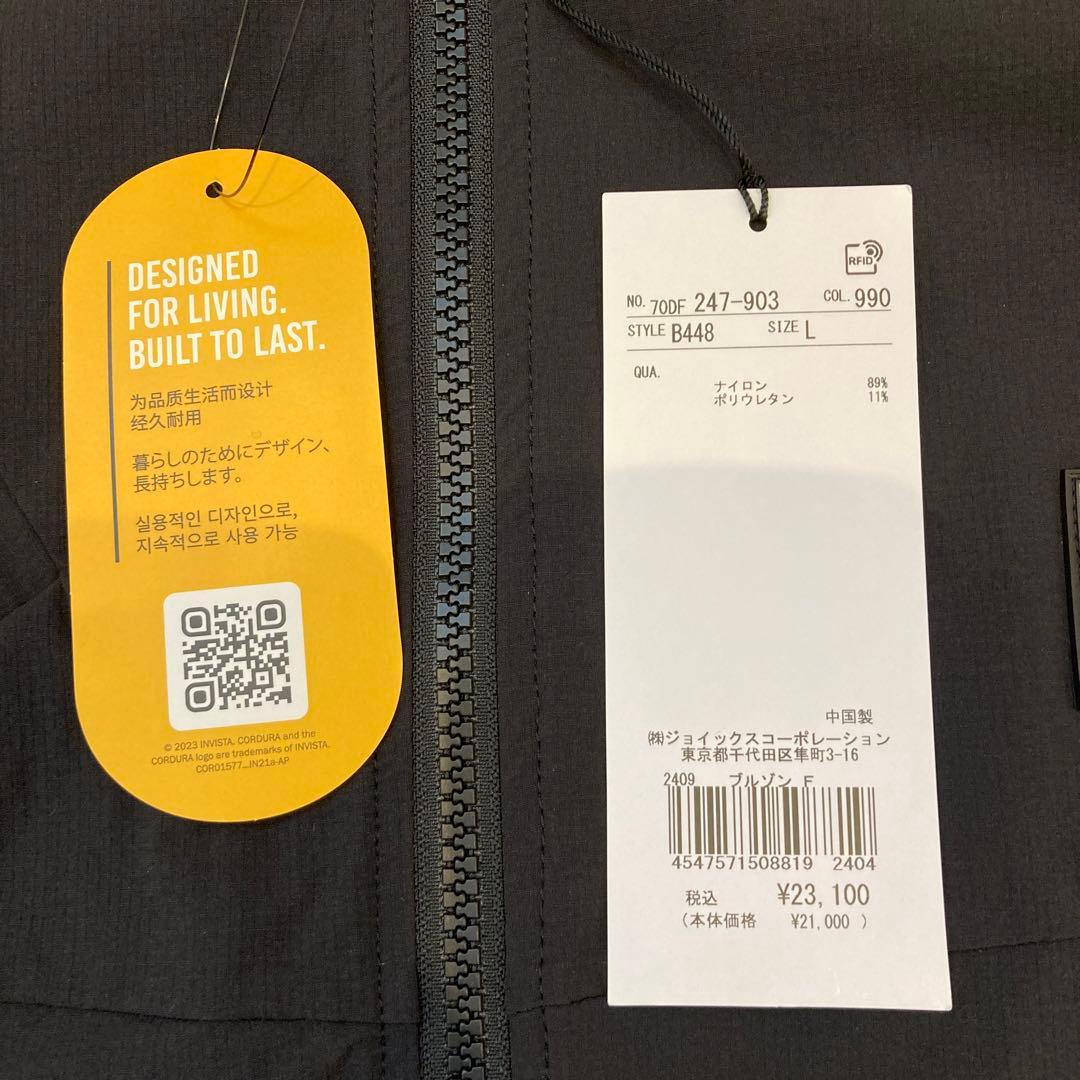 DESIGNED
FOR LIVING.
BUILT TO LAST.
为品质生活而设计
经久耐用
暮らしのためにデザイン、
長持ちします。
실용적인 디자인으로,
지속적으로 사용 가능
© 2023 INVISTA. CORDURA and the
CORDURA logo are trademarks of INVISTA.
COR01577_IN21a-AP
RFID
NO. 70DF 247-903 COL. 990
STYLE B448 SIZE L
QUA.
ナイロン 89%
ポリウレタン 11%
中国製
㈱ジョイックスコーポレーション
東京都千代田区隼町3-16
2409 ブルゾン F
4547571508819 2404
税込 ¥23,100
(本体価格 ¥21,000 )